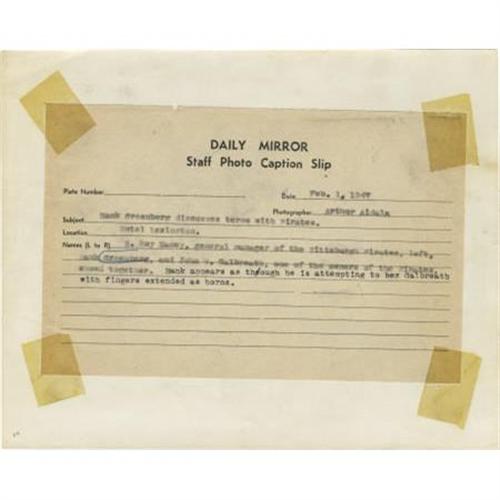 DAILY MIRROR
Staff Photo Caption Slip
Plate Number Date Feb. 1, 1947
Photographer Arthur Aidala
Subject Hank Greenberg discusses terms with Pirates.
Location Hotel Lexington.
Names (L to R) H. Roy Hamey, general manager of the Pittsburgh Pirates, left,
Hank Greenberg, and John W. Galbreath, one of the owners of the Pirates
together. Hank appears as through he is attempting to hex Galbreath
with fingers extended as horns.